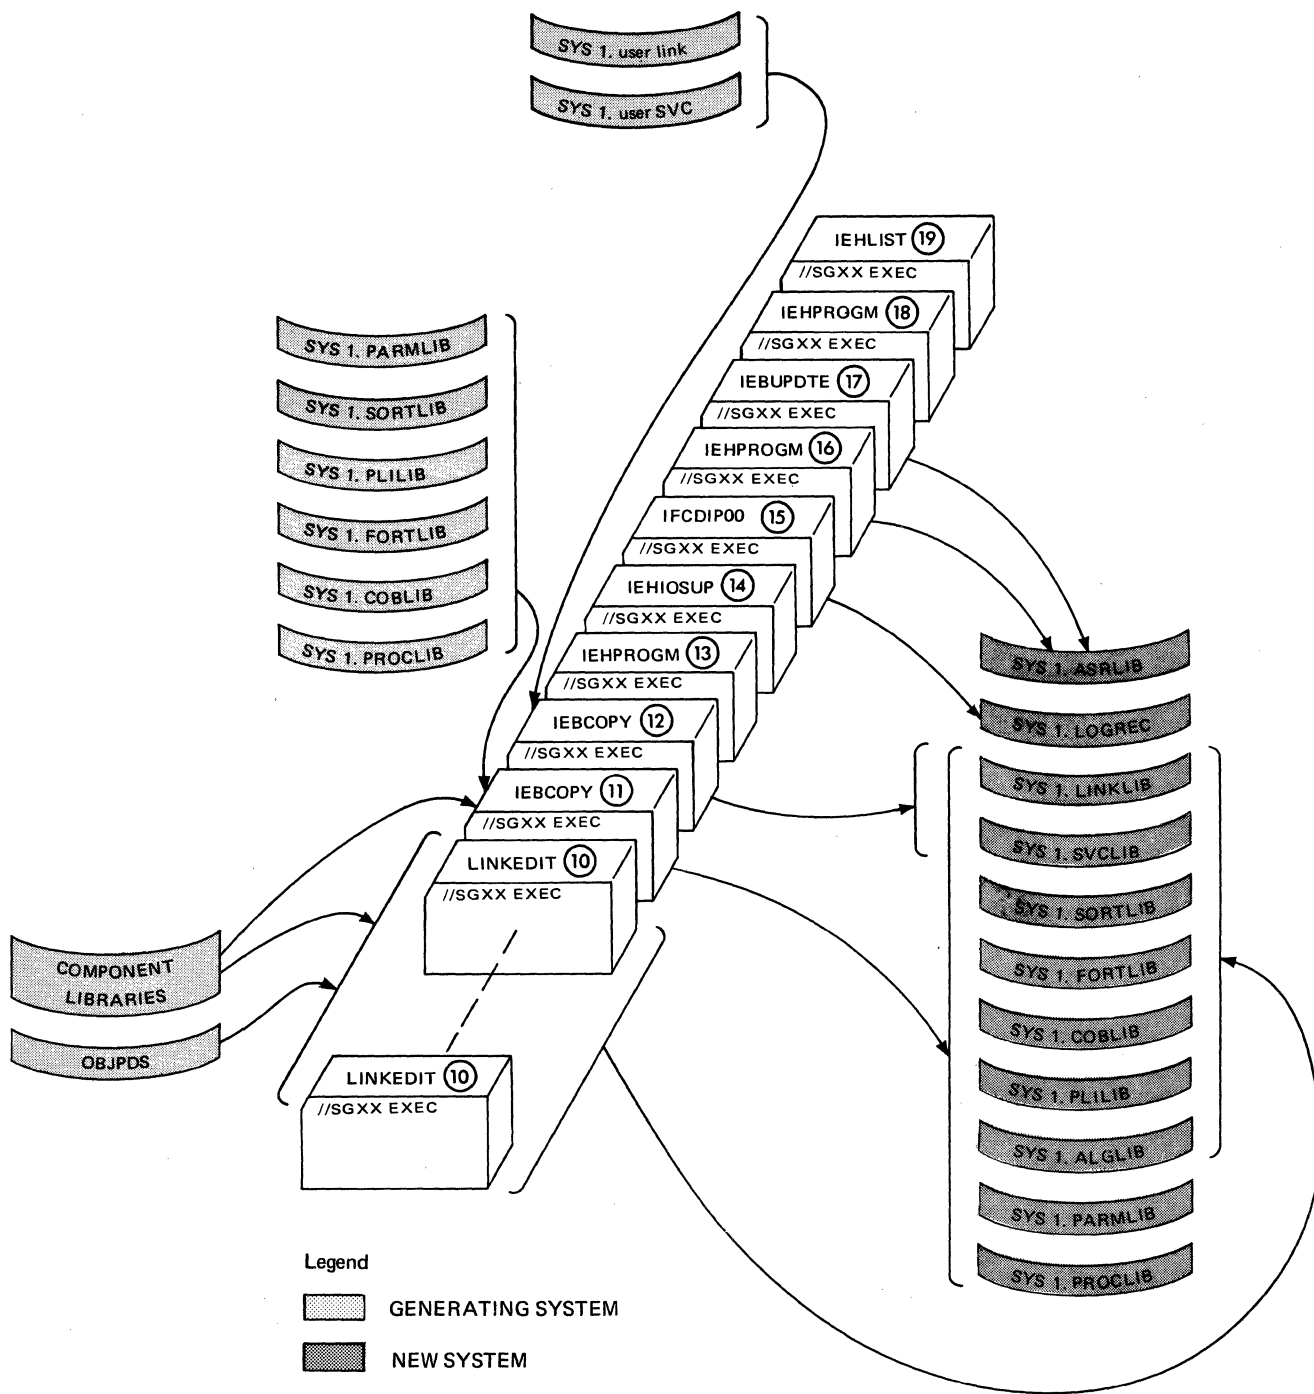 SYS 1. user link
SYS 1. user SVC
IEHLIST 19
//SGXX EXEC
IEHPROGM 18
//SGXX EXEC
IEBUPDTE 17
//SGXX EXEC
IEHPROGM 16
//SGXX EXEC
IFCDIP00 15
//SGXX EXEC
IEHIOSUP 14
//SGXX EXEC
IEHPROGM 13
//SGXX EXEC
IEBCOPY 12
//SGXX EXEC
IEBCOPY 11
//SGXX EXEC
LINKEDIT 10
//SGXX EXEC
LINKEDIT 10
//SGXX EXEC
SYS 1. PARMLIB
SYS 1. SORTLIB
SYS 1. PLILIB
SYS 1. FORTLIB
SYS 1. COBLIB
SYS 1. PROCLIB
COMPONENT
LIBRARIES
OBJPDS
SYS 1. ASRLIB
SYS 1. LOGREC
SYS 1. LINKLIB
SYS 1. SVCLIB
SYS 1. SORTLIB
SYS 1. FORTLIB
SYS 1. COBLIB
SYS 1. PLILIB
SYS 1. ALGLIB
SYS 1. PARMLIB
SYS 1. PROCLIB
Legend
GENERATING SYSTEM
NEW SYSTEM